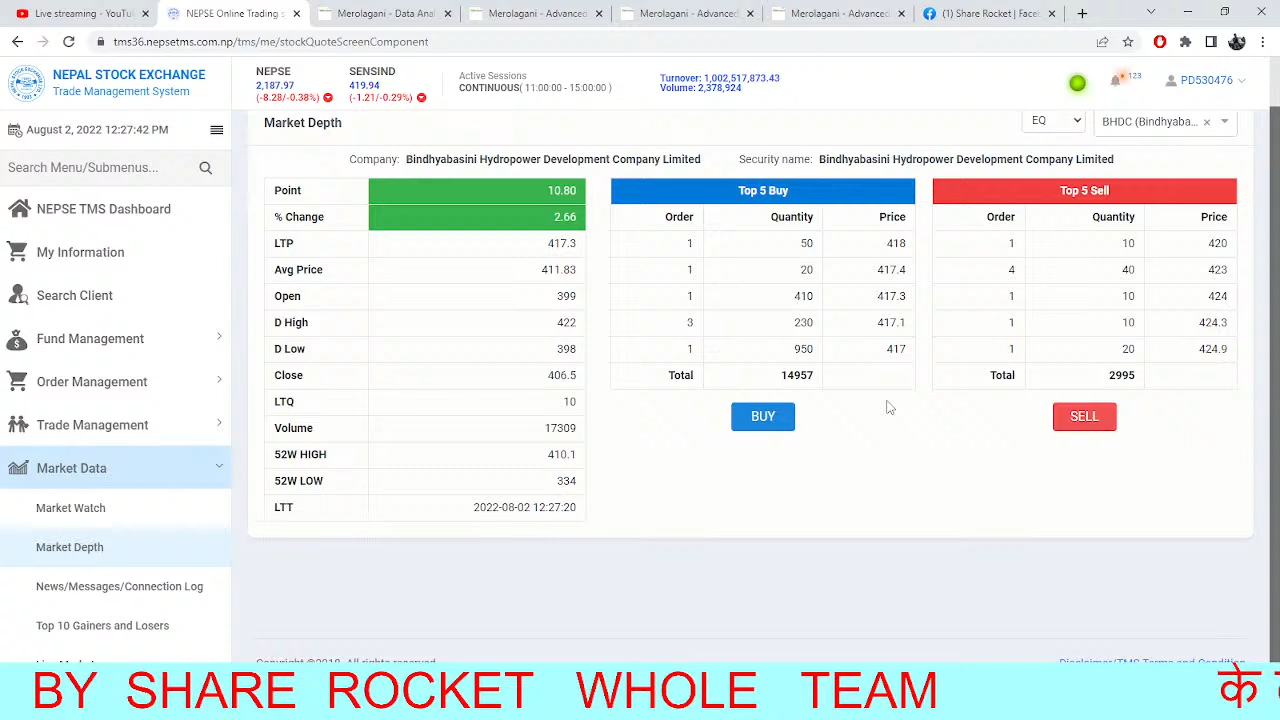 Live streaming - YouTu
NEPSE Online Trading s
Merolagani - Data Anal
Merolagani - Advanced
Merolagani - Advanced
Merolagani - Advanced
(1) Share Rocket | Face
tms36.nepsetms.com.np/tms/me/stockQuoteScreenComponent
NEPAL STOCK EXCHANGE
Trade Management System
NEPSE
2,187.97
(-8.28/-0.38%)
SENSIND
419.94
(-1.21/-0.29%)
Active Sessions
CONTINUOUS( 11:00:00 - 15:00:00 )
Turnover: 1,002,517,873.43
Volume: 2,378,924
123
PD530476
August 2, 2022 12:27:42 PM
Search Menu/Submenus...
NEPSE TMS Dashboard
My Information
Search Client
Fund Management
Order Management
Trade Management
Market Data
Market Watch
Market Depth
News/Messages/Connection Log
Top 10 Gainers and Losers
Market Depth
EQ
BHDC (Bindhyaba... ×
Company: Bindhyabasini Hydropower Development Company Limited
Security name: Bindhyabasini Hydropower Development Company Limited
Point 10.80
% Change 2.66
LTP 417.3
Avg Price 411.83
Open 399
D High 422
D Low 398
Close 406.5
LTQ 10
Volume 17309
52W HIGH 410.1
52W LOW 334
LTT 2022-08-02 12:27:20
Top 5 Buy
Order Quantity Price
1 50 418
1 20 417.4
1 410 417.3
3 230 417.1
1 950 417
Total 14957
BUY
Top 5 Sell
Order Quantity Price
1 10 420
4 40 423
1 10 424
1 10 424.3
1 20 424.9
Total 2995
SELL
Copyright ©2018. All rights reserved
Disclaimer/TMS Terms and Condition
BY SHARE ROCKET WHOLE TEAM के